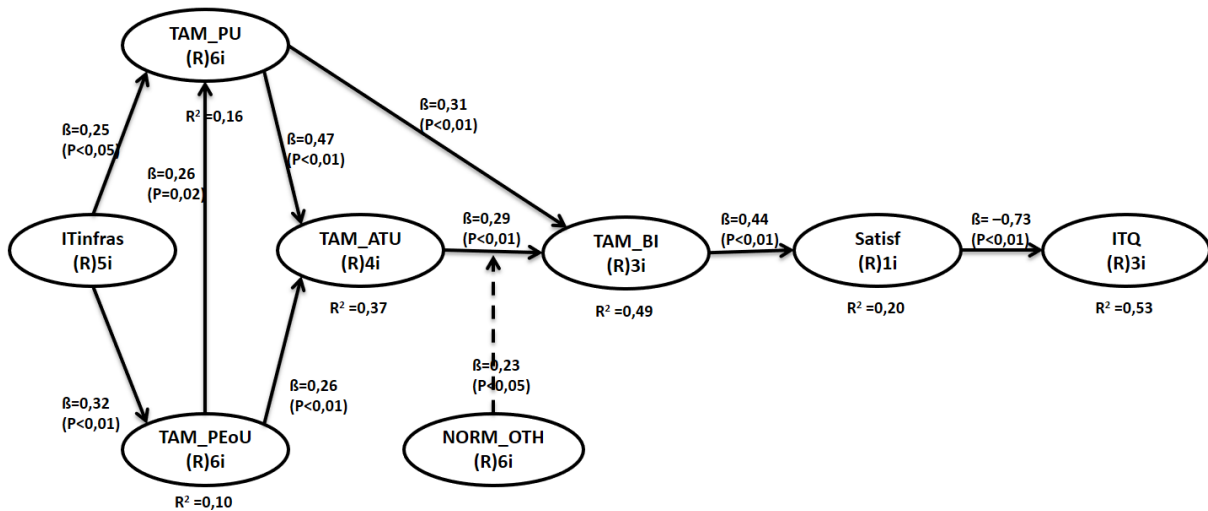 TAM_PU
(R)6i
R² =0,16
ß=0,25
(P<0,05)
ß=0,26
(P=0,02)
ß=0,47
(P<0,01)
ß=0,31
(P<0,01)
ITinfras
(R)5i
TAM_ATU
(R)4i
R² =0,37
ß=0,29
(P<0,01)
TAM_BI
(R)3i
R² =0,49
ß=0,44
(P<0,01)
Satisf
(R)1i
R² =0,20
ß= –0,73
(P<0,01)
ITQ
(R)3i
R² =0,53
ß=0,32
(P<0,01)
ß=0,26
(P<0,01)
ß=0,23
(P<0,05)
TAM_PEoU
(R)6i
R² =0,10
NORM_OTH
(R)6i